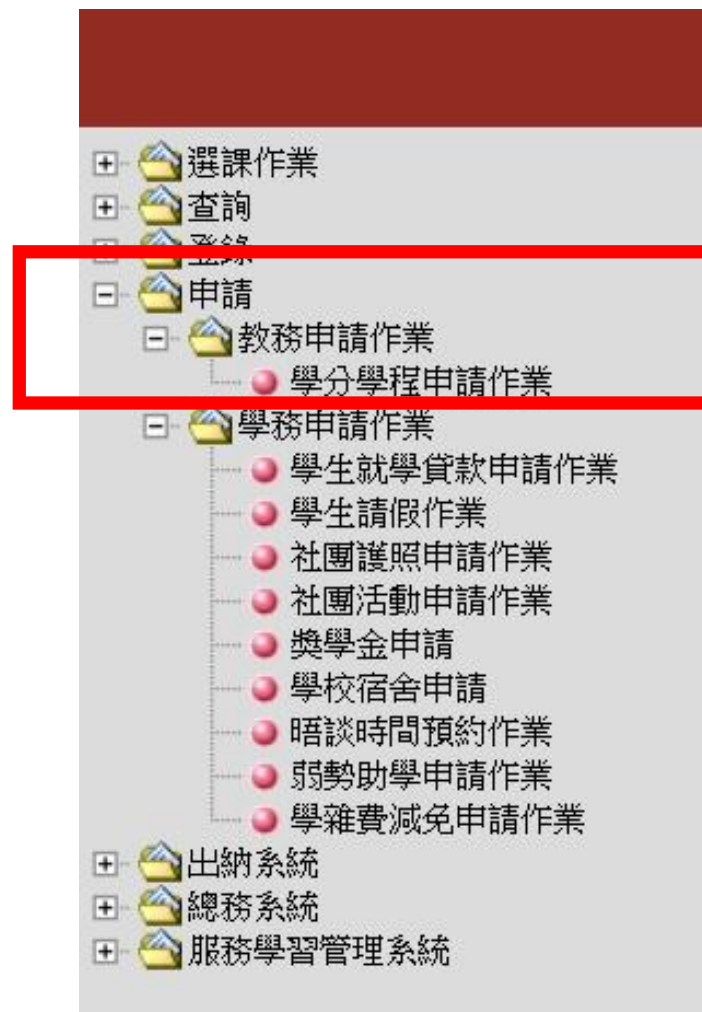 選課作業
查詢
登錄
申請
教務申請作業
學分學程申請作業
學務申請作業
學生就學貸款申請作業
學生請假作業
社團護照申請作業
社團活動申請作業
獎學金申請
學校宿舍申請
晤談時間預約作業
弱勢助學申請作業
學雜費減免申請作業
出納系統
總務系統
服務學習管理系統